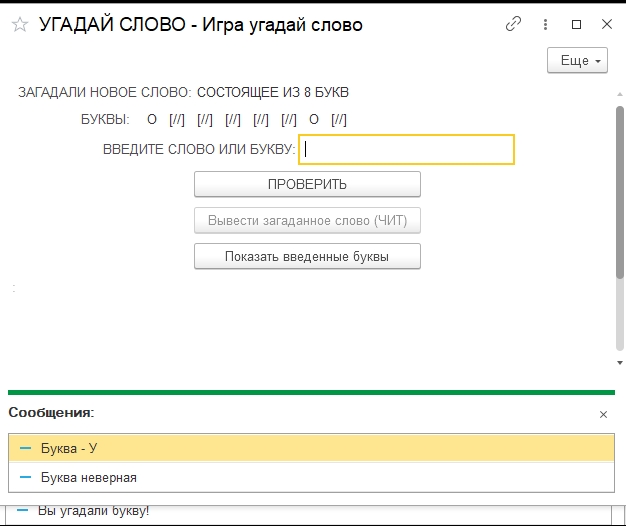 УГАДАЙ СЛОВО - Игра угадай слово
Еще
ЗАГАДАЛИ НОВОЕ СЛОВО: СОСТОЯЩЕЕ ИЗ 8 БУКВ
БУКВЫ: О [//] [//] [//] [//] [//] О [//]
ВВЕДИТЕ СЛОВО ИЛИ БУКВУ:
ПРОВЕРИТЬ
Вывести загаданное слово (ЧИТ)
Показать введенные буквы
:
Сообщения:
Буква - У
Буква неверная
Вы угадали букву!